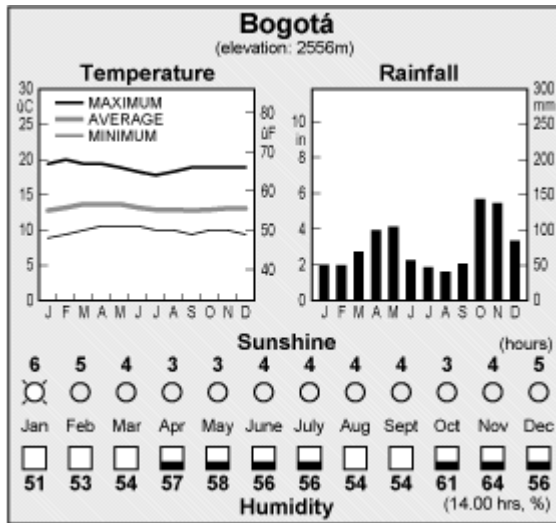 Bogotá
(elevation: 2556m)
Temperature
Rainfall
30
ûC
25
20
15
10
5
0
MAXIMUM
AVERAGE
MINIMUM
80
ûF
70
60
50
40
J F M A M J J A S O N D
10
in
8
6
4
2
0
300
mm
250
200
150
100
50
0
J F M A M J J A S O N D
Sunshine (hours)
6 5 4 3 3 4 4 4 4 3 4 5
Jan Feb Mar Apr May June July Aug Sept Oct Nov Dec
51 53 54 57 58 56 56 54 54 61 64 56
Humidity (14.00 hrs, %)